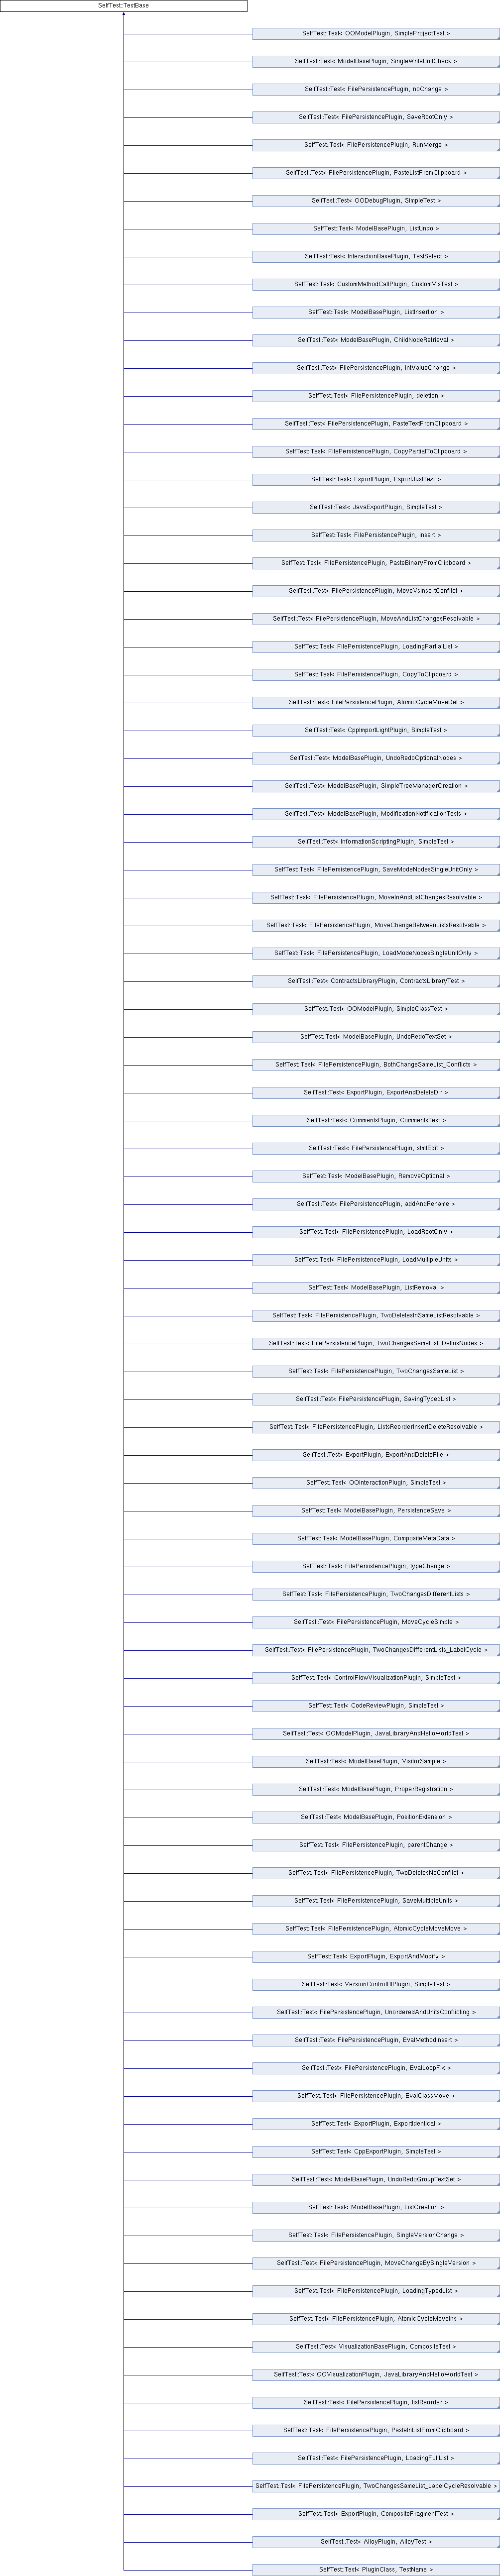 SelfTest::TestBase
SelfTest::Test< OOModelPlugin, SimpleProjectTest >
SelfTest::Test< ModelBasePlugin, SingleWriteUnitCheck >
SelfTest::Test< FilePersistencePlugin, noChange >
SelfTest::Test< FilePersistencePlugin, SaveRootOnly >
SelfTest::Test< FilePersistencePlugin, RunMerge >
SelfTest::Test< FilePersistencePlugin, PasteListFromClipboard >
SelfTest::Test< OODebugPlugin, SimpleTest >
SelfTest::Test< ModelBasePlugin, ListUndo >
SelfTest::Test< InteractionBasePlugin, TextSelect >
SelfTest::Test< CustomMethodCallPlugin, CustomVisTest >
SelfTest::Test< ModelBasePlugin, ListInsertion >
SelfTest::Test< ModelBasePlugin, ChildNodeRetrieval >
SelfTest::Test< FilePersistencePlugin, intValueChange >
SelfTest::Test< FilePersistencePlugin, deletion >
SelfTest::Test< FilePersistencePlugin, PasteTextFromClipboard >
SelfTest::Test< FilePersistencePlugin, CopyPartialToClipboard >
SelfTest::Test< ExportPlugin, ExportJustText >
SelfTest::Test< JavaExportPlugin, SimpleTest >
SelfTest::Test< FilePersistencePlugin, insert >
SelfTest::Test< FilePersistencePlugin, PasteBinaryFromClipboard >
SelfTest::Test< FilePersistencePlugin, MoveVsInsertConflict >
SelfTest::Test< FilePersistencePlugin, MoveAndListChangesResolvable >
SelfTest::Test< FilePersistencePlugin, LoadingPartialList >
SelfTest::Test< FilePersistencePlugin, CopyToClipboard >
SelfTest::Test< FilePersistencePlugin, AtomicCycleMoveDel >
SelfTest::Test< CppImportLightPlugin, SimpleTest >
SelfTest::Test< ModelBasePlugin, UndoRedoOptionalNodes >
SelfTest::Test< ModelBasePlugin, SimpleTreeManagerCreation >
SelfTest::Test< ModelBasePlugin, ModificationNotificationTests >
SelfTest::Test< InformationScriptingPlugin, SimpleTest >
SelfTest::Test< FilePersistencePlugin, SaveModeNodesSingleUnitOnly >
SelfTest::Test< FilePersistencePlugin, MoveInAndListChangesResolvable >
SelfTest::Test< FilePersistencePlugin, MoveChangeBetweenListsResolvable >
SelfTest::Test< FilePersistencePlugin, LoadModeNodesSingleUnitOnly >
SelfTest::Test< ContractsLibraryPlugin, ContractsLibraryTest >
SelfTest::Test< OOModelPlugin, SimpleClassTest >
SelfTest::Test< ModelBasePlugin, UndoRedoTextSet >
SelfTest::Test< FilePersistencePlugin, BothChangeSameList_Conflicts >
SelfTest::Test< ExportPlugin, ExportAndDeleteDir >
SelfTest::Test< CommentsPlugin, CommentsTest >
SelfTest::Test< FilePersistencePlugin, stmtEdit >
SelfTest::Test< ModelBasePlugin, RemoveOptional >
SelfTest::Test< FilePersistencePlugin, addAndRename >
SelfTest::Test< FilePersistencePlugin, LoadRootOnly >
SelfTest::Test< FilePersistencePlugin, LoadMultipleUnits >
SelfTest::Test< ModelBasePlugin, ListRemoval >
SelfTest::Test< FilePersistencePlugin, TwoDeletesInSameListResolvable >
SelfTest::Test< FilePersistencePlugin, TwoChangesSameList_DelInsNodes >
SelfTest::Test< FilePersistencePlugin, TwoChangesSameList >
SelfTest::Test< FilePersistencePlugin, SavingTypedList >
SelfTest::Test< FilePersistencePlugin, ListsReorderInsertDeleteResolvable >
SelfTest::Test< ExportPlugin, ExportAndDeleteFile >
SelfTest::Test< OOInteractionPlugin, SimpleTest >
SelfTest::Test< ModelBasePlugin, PersistenceSave >
SelfTest::Test< ModelBasePlugin, CompositeMetaData >
SelfTest::Test< FilePersistencePlugin, typeChange >
SelfTest::Test< FilePersistencePlugin, TwoChangesDifferentLists >
SelfTest::Test< FilePersistencePlugin, MoveCycleSimple >
SelfTest::Test< FilePersistencePlugin, TwoChangesDifferentLists_LabelCycle >
SelfTest::Test< ControlFlowVisualizationPlugin, SimpleTest >
SelfTest::Test< CodeReviewPlugin, SimpleTest >
SelfTest::Test< OOModelPlugin, JavaLibraryAndHelloWorldTest >
SelfTest::Test< ModelBasePlugin, VisitorSample >
SelfTest::Test< ModelBasePlugin, ProperRegistration >
SelfTest::Test< ModelBasePlugin, PositionExtension >
SelfTest::Test< FilePersistencePlugin, parentChange >
SelfTest::Test< FilePersistencePlugin, TwoDeletesNoConflict >
SelfTest::Test< FilePersistencePlugin, SaveMultipleUnits >
SelfTest::Test< FilePersistencePlugin, AtomicCycleMoveMove >
SelfTest::Test< ExportPlugin, ExportAndModify >
SelfTest::Test< VersionControlUIPlugin, SimpleTest >
SelfTest::Test< FilePersistencePlugin, UnorderedAndUnitsConflicting >
SelfTest::Test< FilePersistencePlugin, EvalMethodInsert >
SelfTest::Test< FilePersistencePlugin, EvalLoopFix >
SelfTest::Test< FilePersistencePlugin, EvalClassMove >
SelfTest::Test< ExportPlugin, ExportIdentical >
SelfTest::Test< CppExportPlugin, SimpleTest >
SelfTest::Test< ModelBasePlugin, UndoRedoGroupTextSet >
SelfTest::Test< ModelBasePlugin, ListCreation >
SelfTest::Test< FilePersistencePlugin, SingleVersionChange >
SelfTest::Test< FilePersistencePlugin, MoveChangeBySingleVersion >
SelfTest::Test< FilePersistencePlugin, LoadingTypedList >
SelfTest::Test< FilePersistencePlugin, AtomicCycleMoveIns >
SelfTest::Test< VisualizationBasePlugin, CompositeTest >
SelfTest::Test< OOVisualizationPlugin, JavaLibraryAndHelloWorldTest >
SelfTest::Test< FilePersistencePlugin, listReorder >
SelfTest::Test< FilePersistencePlugin, PasteInListFromClipboard >
SelfTest::Test< FilePersistencePlugin, LoadingFullList >
SelfTest::Test< FilePersistencePlugin, TwoChangesSameList_LabelCycleResolvable >
SelfTest::Test< ExportPlugin, CompositeFragmentTest >
SelfTest::Test< AlloyPlugin, AlloyTest >
SelfTest::Test< PluginClass, TestName >